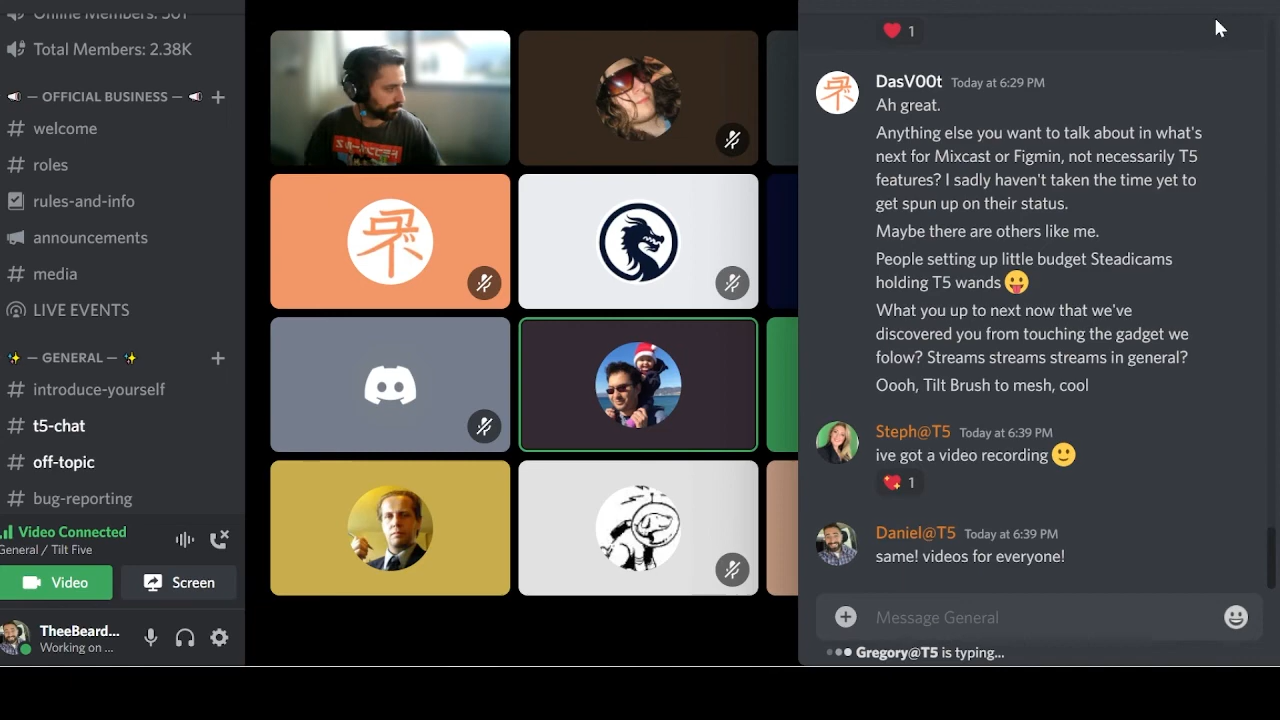 Online Members: 301
Total Members: 2.38K
— OFFICIAL BUSINESS —
welcome
roles
rules-and-info
announcements
media
LIVE EVENTS
— GENERAL —
introduce-yourself
t5-chat
off-topic
bug-reporting
Video Connected
General / Tilt Five
Video
Screen
TheeBeard...
Working on ...
1
DasV00t Today at 6:29 PM
Ah great.
Anything else you want to talk about in what's
next for Mixcast or Figmin, not necessarily T5
features? I sadly haven't taken the time yet to
get spun up on their status.
Maybe there are others like me.
People setting up little budget Steadicams
holding T5 wands 😛
What you up to next now that we've
discovered you from touching the gadget we
folow? Streams streams streams in general?
Oooh, Tilt Brush to mesh, cool
Steph@T5 Today at 6:39 PM
ive got a video recording 🙂
1
Daniel@T5 Today at 6:39 PM
same! videos for everyone!
Message General
Gregory@T5 is typing...